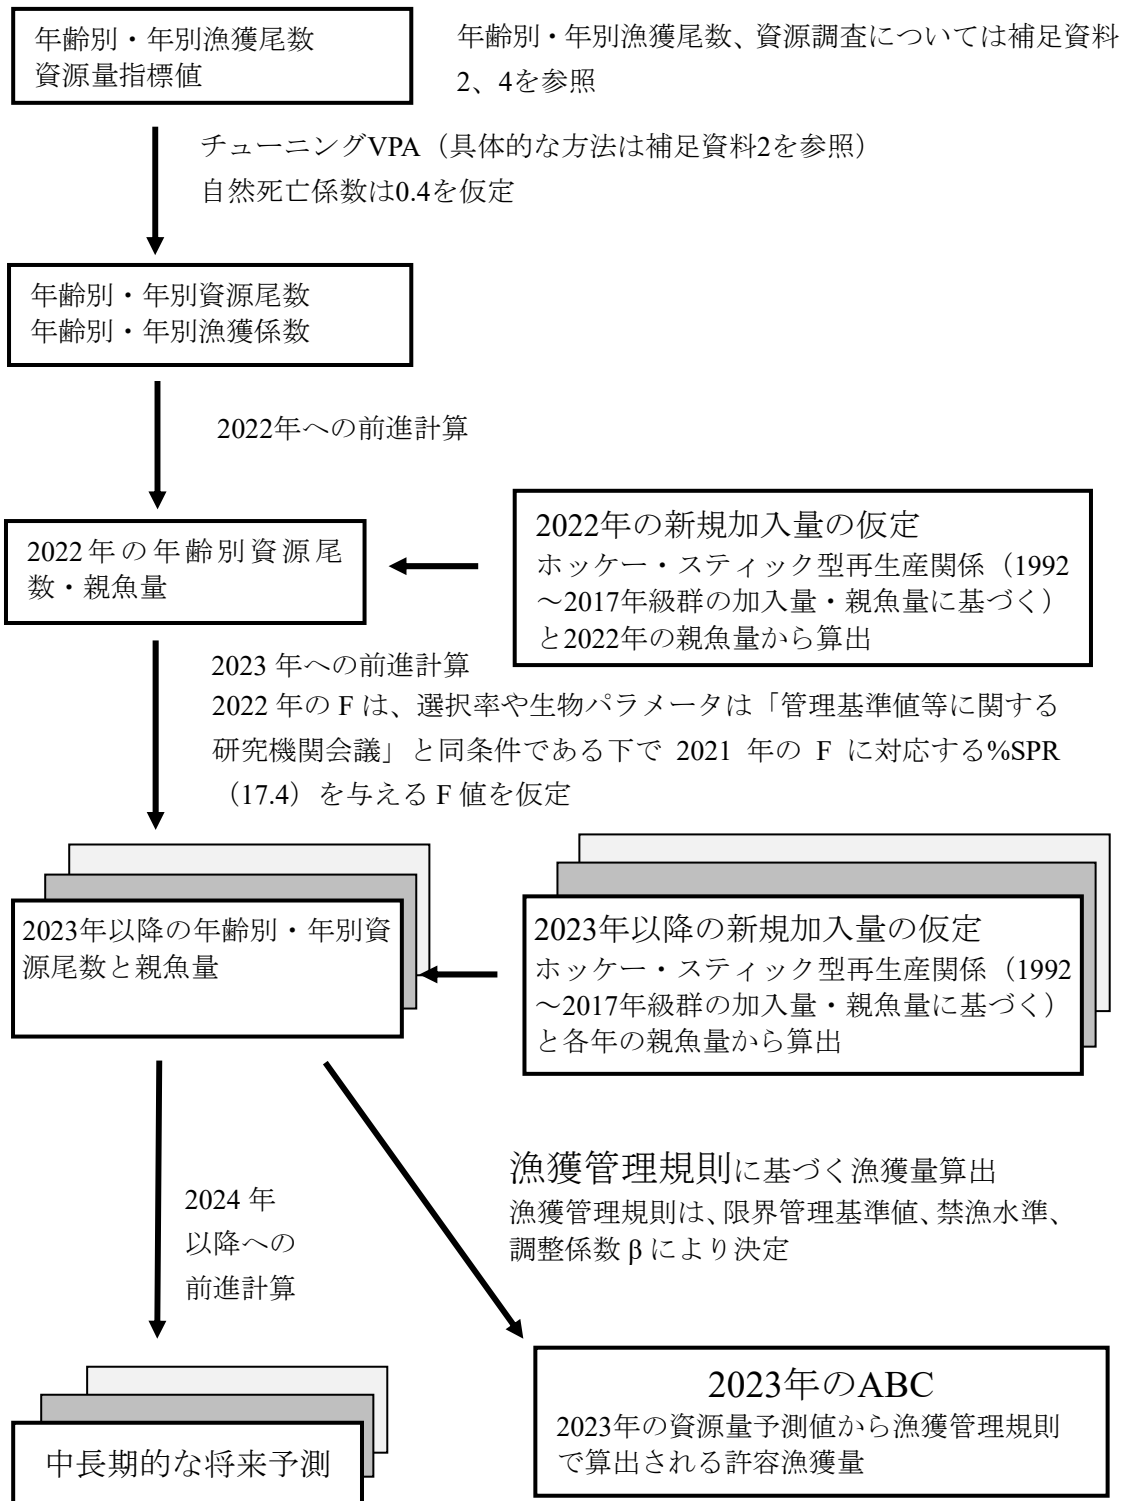 年齢別・年別漁獲尾数
資源量指標値
年齢別・年別漁獲尾数、資源調査については補足資料
2、4を参照
チューニングVPA（具体的な方法は補足資料2を参照）
自然死亡係数は0.4を仮定
年齢別・年別資源尾数
年齢別・年別漁獲係数
2022年への前進計算
2022年の年齢別資源尾
数・親魚量
2022年の新規加入量の仮定
ホッケー・スティック型再生産関係（1992
～2017年級群の加入量・親魚量に基づく）
と2022年の親魚量から算出
2023 年への前進計算
2022 年の F は、選択率や生物パラメータは「管理基準値等に関する
研究機関会議」と同条件である下で 2021 年の F に対応する%SPR
（17.4）を与える F 値を仮定
2023年以降の年齢別・年別資
源尾数と親魚量
2023年以降の新規加入量の仮定
ホッケー・スティック型再生産関係（1992
～2017年級群の加入量・親魚量に基づく）
と各年の親魚量から算出
2024 年
以降への
前進計算
漁獲管理規則に基づく漁獲量算出
漁獲管理規則は、限界管理基準値、禁漁水準、
調整係数 β により決定
中長期的な将来予測
2023年のABC
2023年の資源量予測値から漁獲管理規則
で算出される許容漁獲量